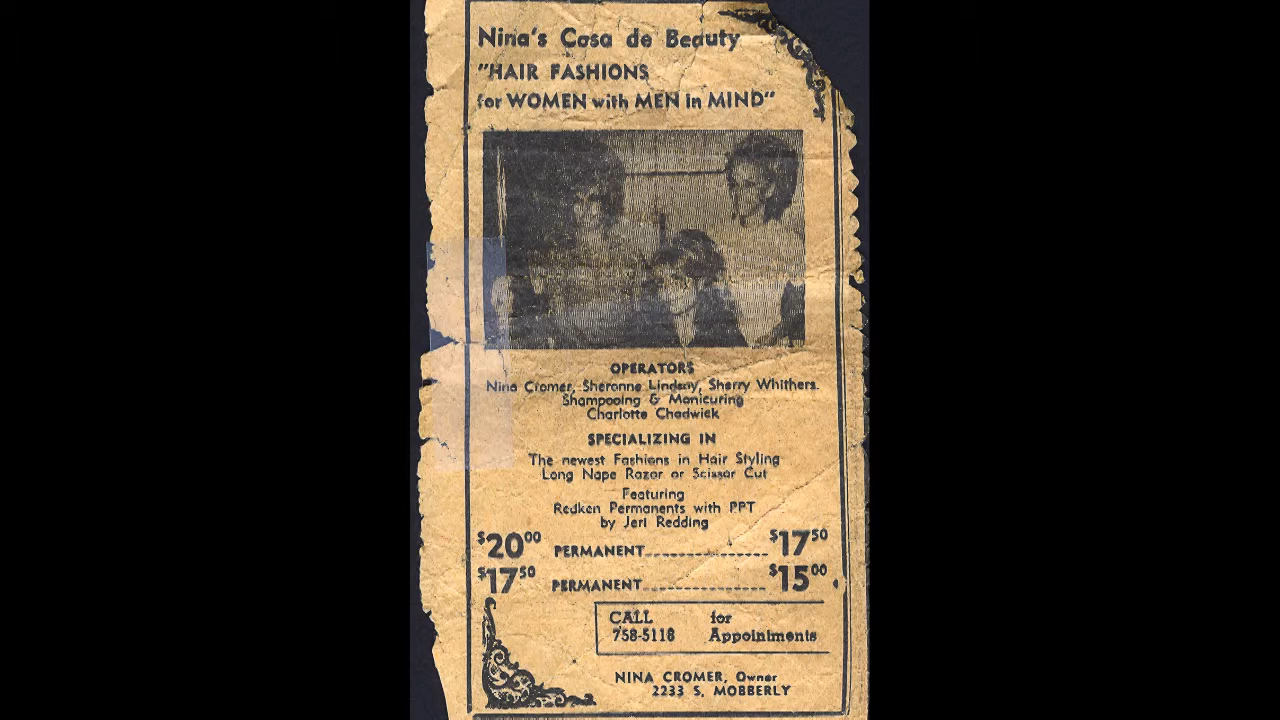 Nina's Casa de Beauty
"HAIR FASHIONS
for WOMEN with MEN in MIND"
OPERATORS
Nina Cromer, Sheronne Lindsay, Sherry Whithers.
Shampooing & Manicuring
Charlotte Chadwick
SPECIALIZING IN
The newest Fashions in Hair Styling
Long Nape Razor or Scissor Cut
Featuring
Redken Permanents with PPT
by Jeri Redding
$20.00 PERMANENT................ $17.50
$17.50 PERMANENT................ $15.00
CALL for
758-5118 Appointments
NINA CROMER, Owner
2233 S. MOBBERLY